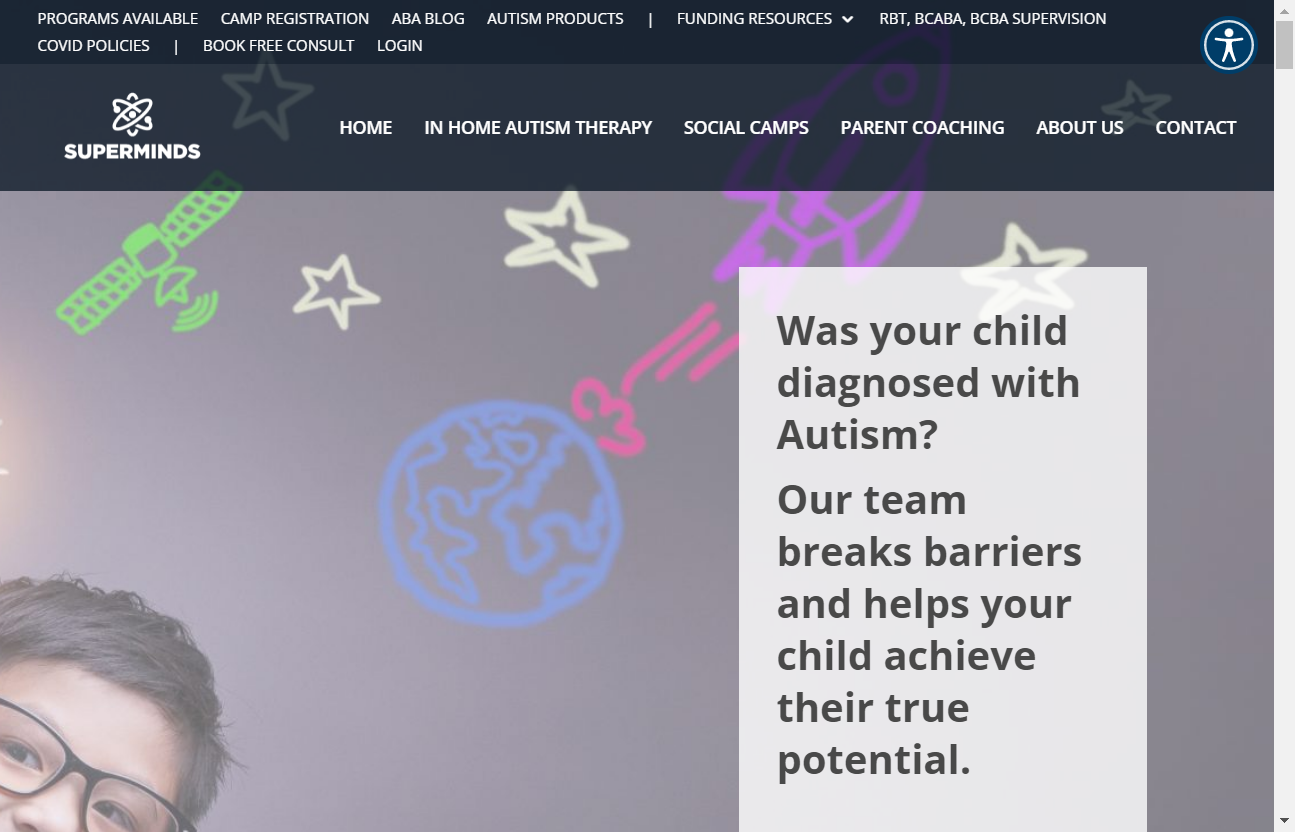 PROGRAMS AVAILABLE CAMP REGISTRATION ABA BLOG AUTISM PRODUCTS | FUNDING RESOURCES RBT, BCABA, BCBA SUPERVISION
COVID POLICIES | BOOK FREE CONSULT LOGIN
SUPERMINDS
HOME IN HOME AUTISM THERAPY SOCIAL CAMPS PARENT COACHING ABOUT US CONTACT
Was your child
diagnosed with
Autism?
Our team
breaks barriers
and helps your
child achieve
their true
potential.